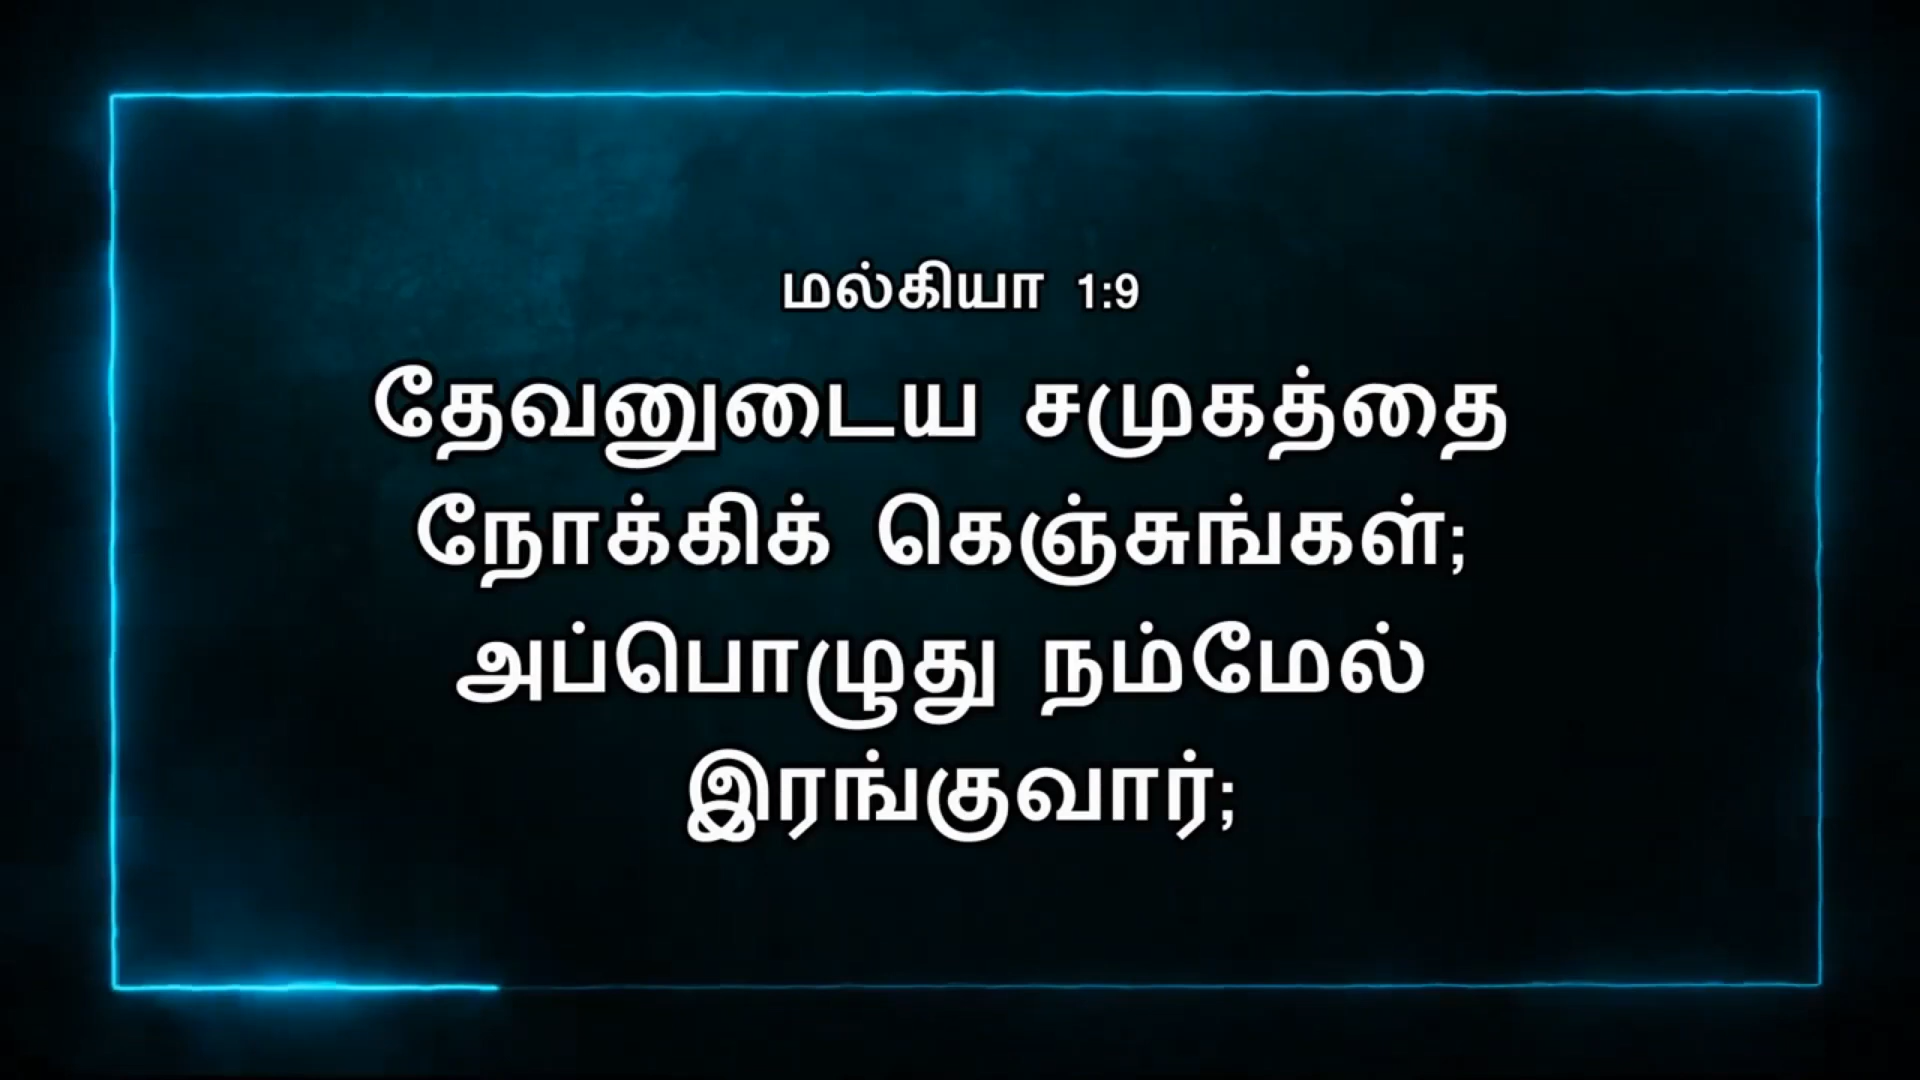 மல்கியா 1:9
தேவனுடைய சமுகத்தை
நோக்கிக் கெஞ்சுங்கள்;
அப்பொழுது நம்மேல்
இரங்குவார்;